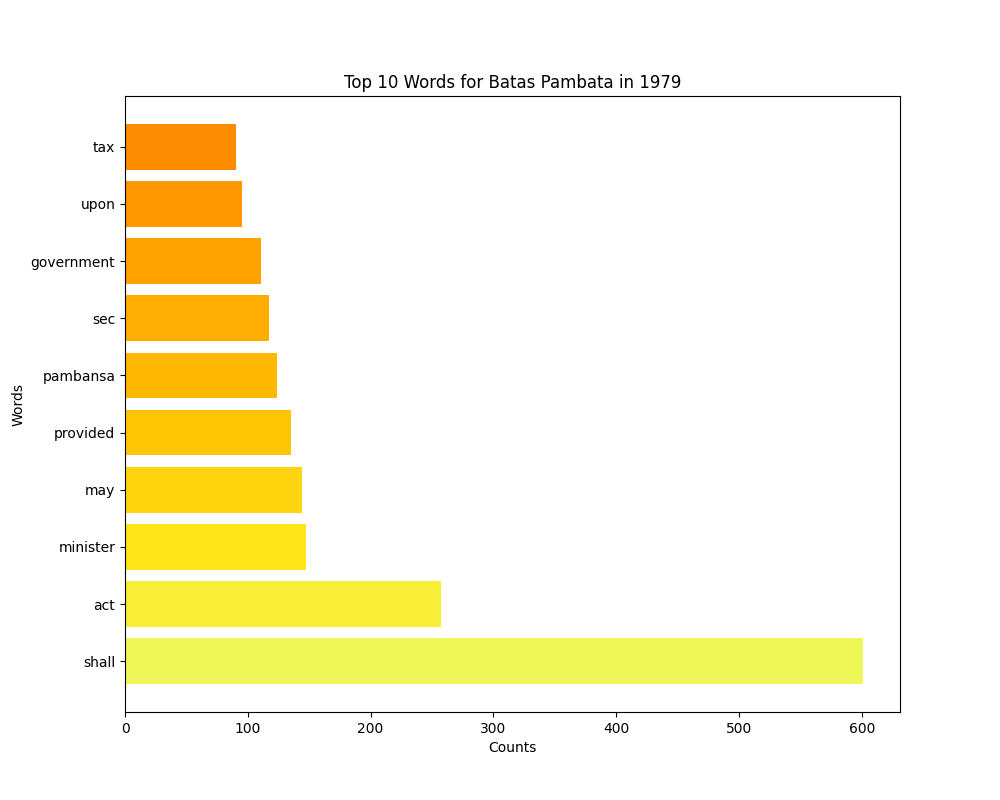 Top 10 Words for Batas Pambata in 1979
tax
upon
government
sec
pambansa
provided
may
minister
act
shall
Words
0 100 200 300 400 500 600
Counts